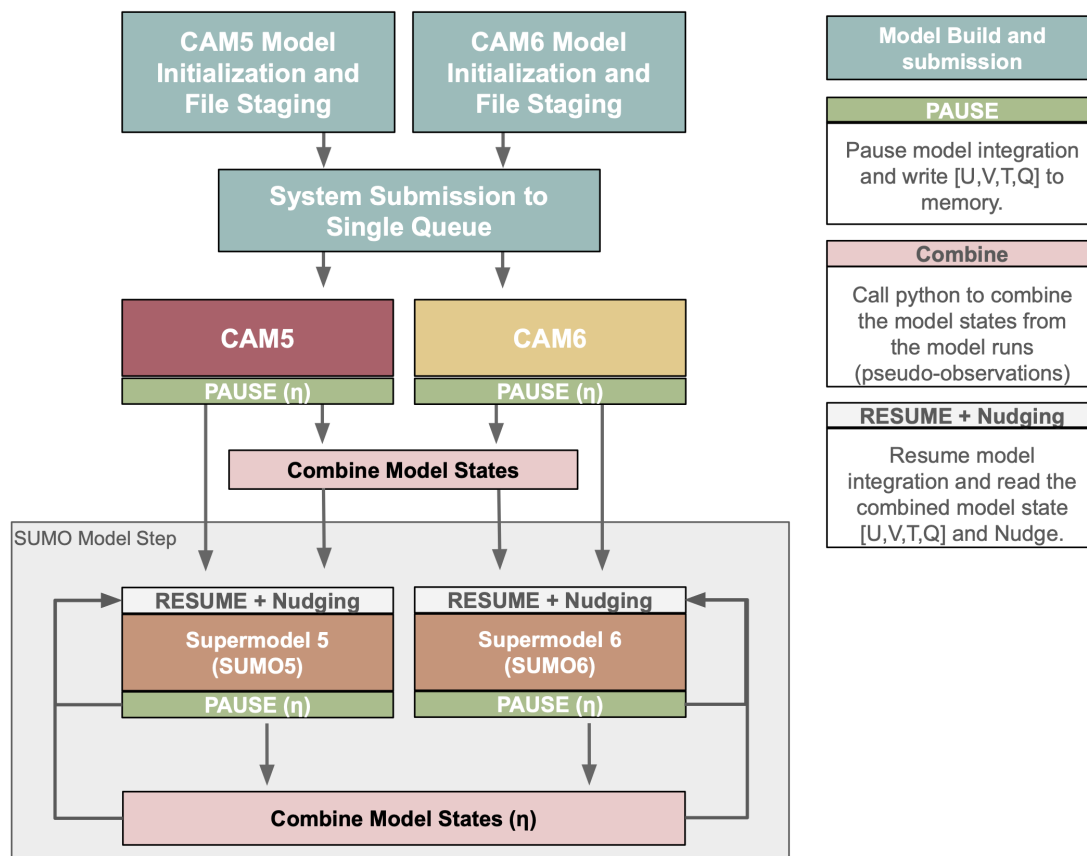 CAM5 Model
Initialization and
File Staging
CAM6 Model
Initialization and
File Staging
System Submission to
Single Queue
CAM5
PAUSE (η)
CAM6
PAUSE (η)
Combine Model States
SUMO Model Step
RESUME + Nudging
Supermodel 5
(SUMO5)
PAUSE (η)
RESUME + Nudging
Supermodel 6
(SUMO6)
PAUSE (η)
Combine Model States (η)
Model Build and
submission
PAUSE
Pause model integration
and write [U,V,T,Q] to
memory.
Combine
Call python to combine
the model states from
the model runs
(pseudo-observations)
RESUME + Nudging
Resume model
integration and read the
combined model state
[U,V,T,Q] and Nudge.